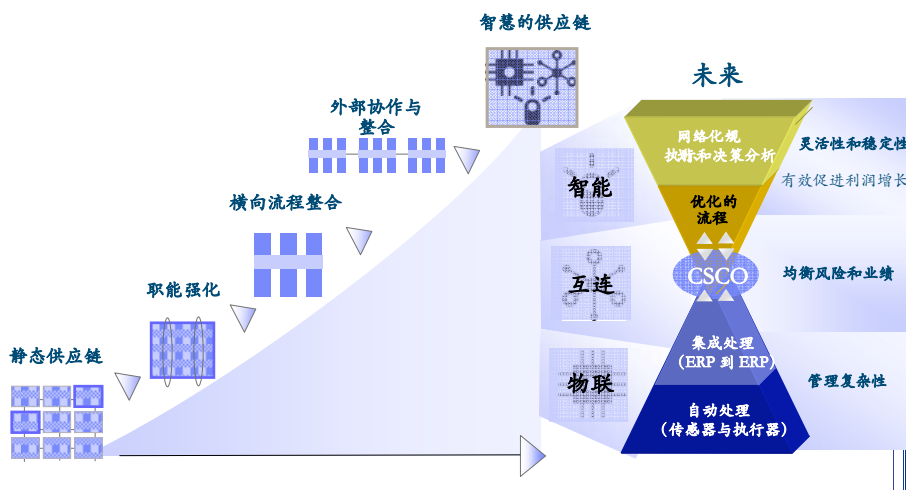 智慧的供应链
未来
外部协作与
整合
横向流程整合
职能强化
静态供应链
网络化规
和决策分析
灵活性和稳定性
有效促进利润增长
智能
优化的
流程
互连
CSCO
均衡风险和业绩
物联
集成处理
（ERP 到 ERP）
管理复杂性
自动处理
（传感器与执行器）